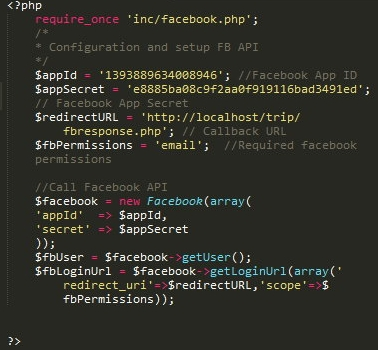 <?php
require_once 'inc/facebook.php';
/*
* Configuration and setup FB API
*/
$appId = '1393889634008946'; //Facebook App ID
$appSecret = 'e8885ba08c9f2aa0f919116bad3491ed';
// Facebook App Secret
$redirectURL = 'http://localhost/trip/
fbresponse.php'; // Callback URL
$fbPermissions = 'email';  //Required facebook
permissions
//Call Facebook API
$facebook = new Facebook(array(
'appId'  => $appId,
'secret' => $appSecret
));
$fbUser = $facebook->getUser();
$fbLoginUrl = $facebook->getLoginUrl(array('
redirect_uri'=>$redirectURL,'scope'=>$
fbPermissions));
?>